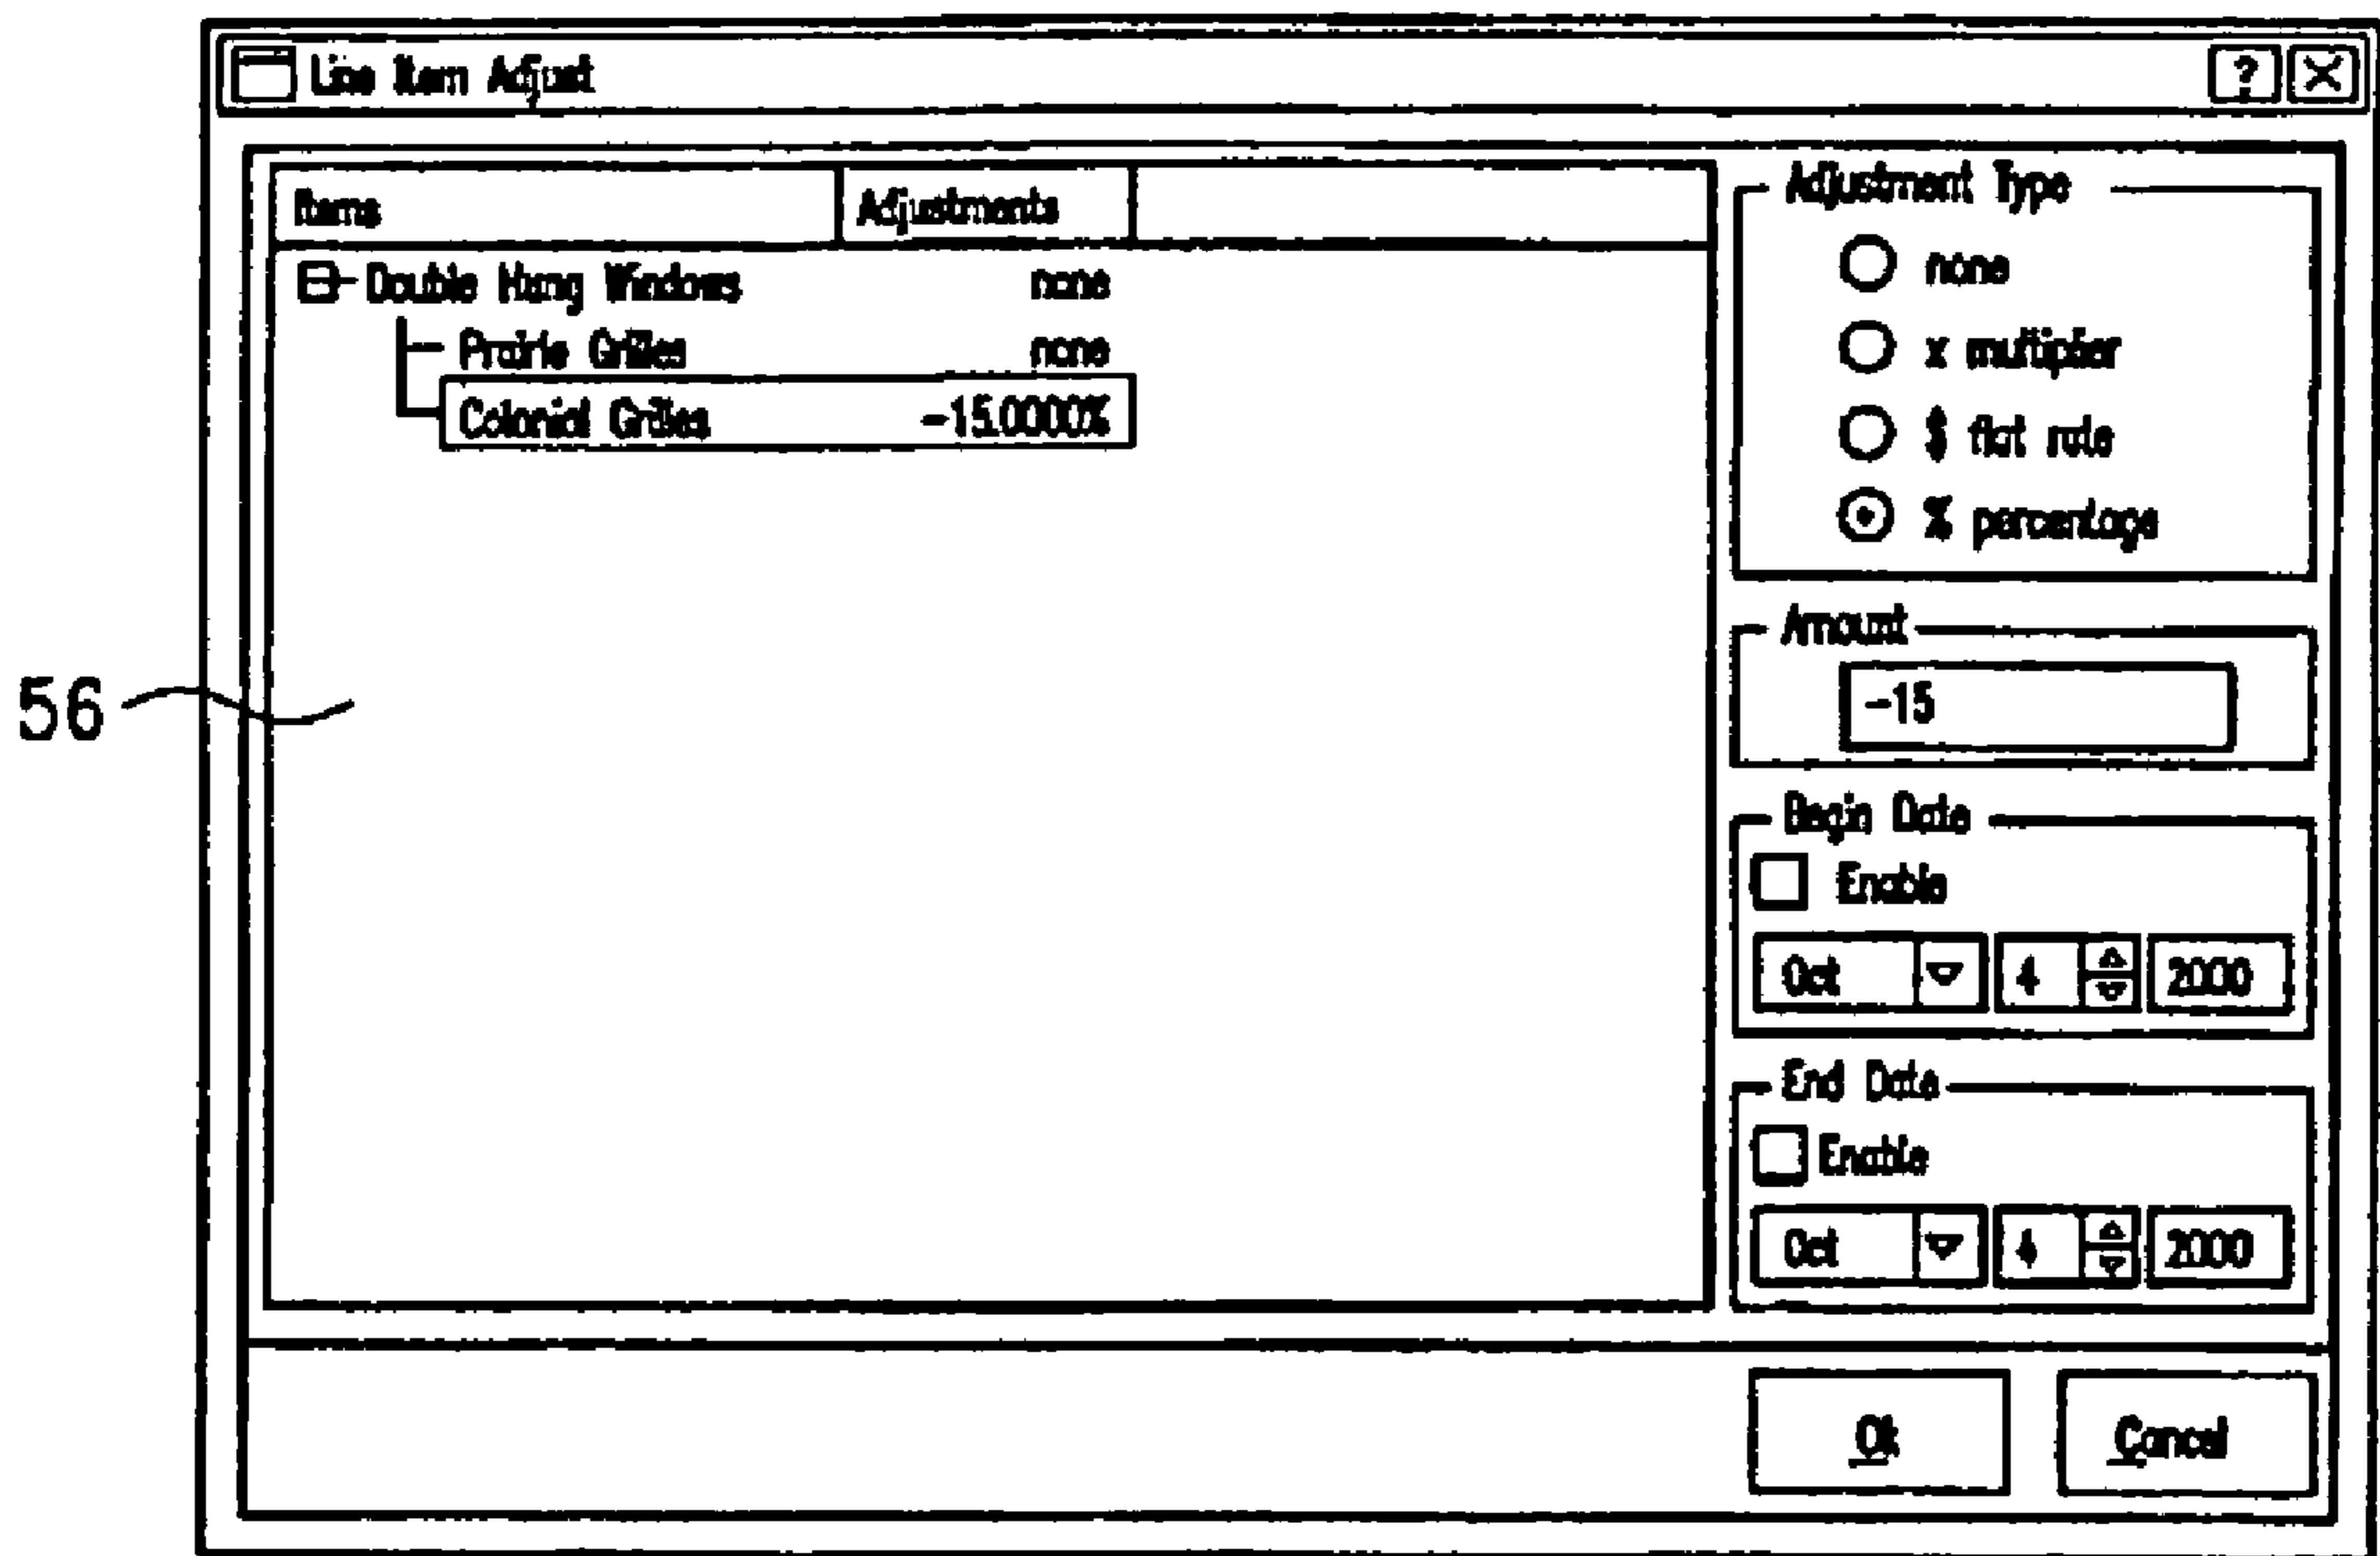 Line Item Adjust
?
Items Adjustments
Double Hung Windows none
Prairie Grilles none
Colonial Grilles -15.0000%
56
Adjustment Type
none
x multiplier
$ flat rate
% percentage
Amount
-15
Begin Date
Enable
Oct 4 2000
End Date
Enable
Oct 4 2000
Ok Cancel